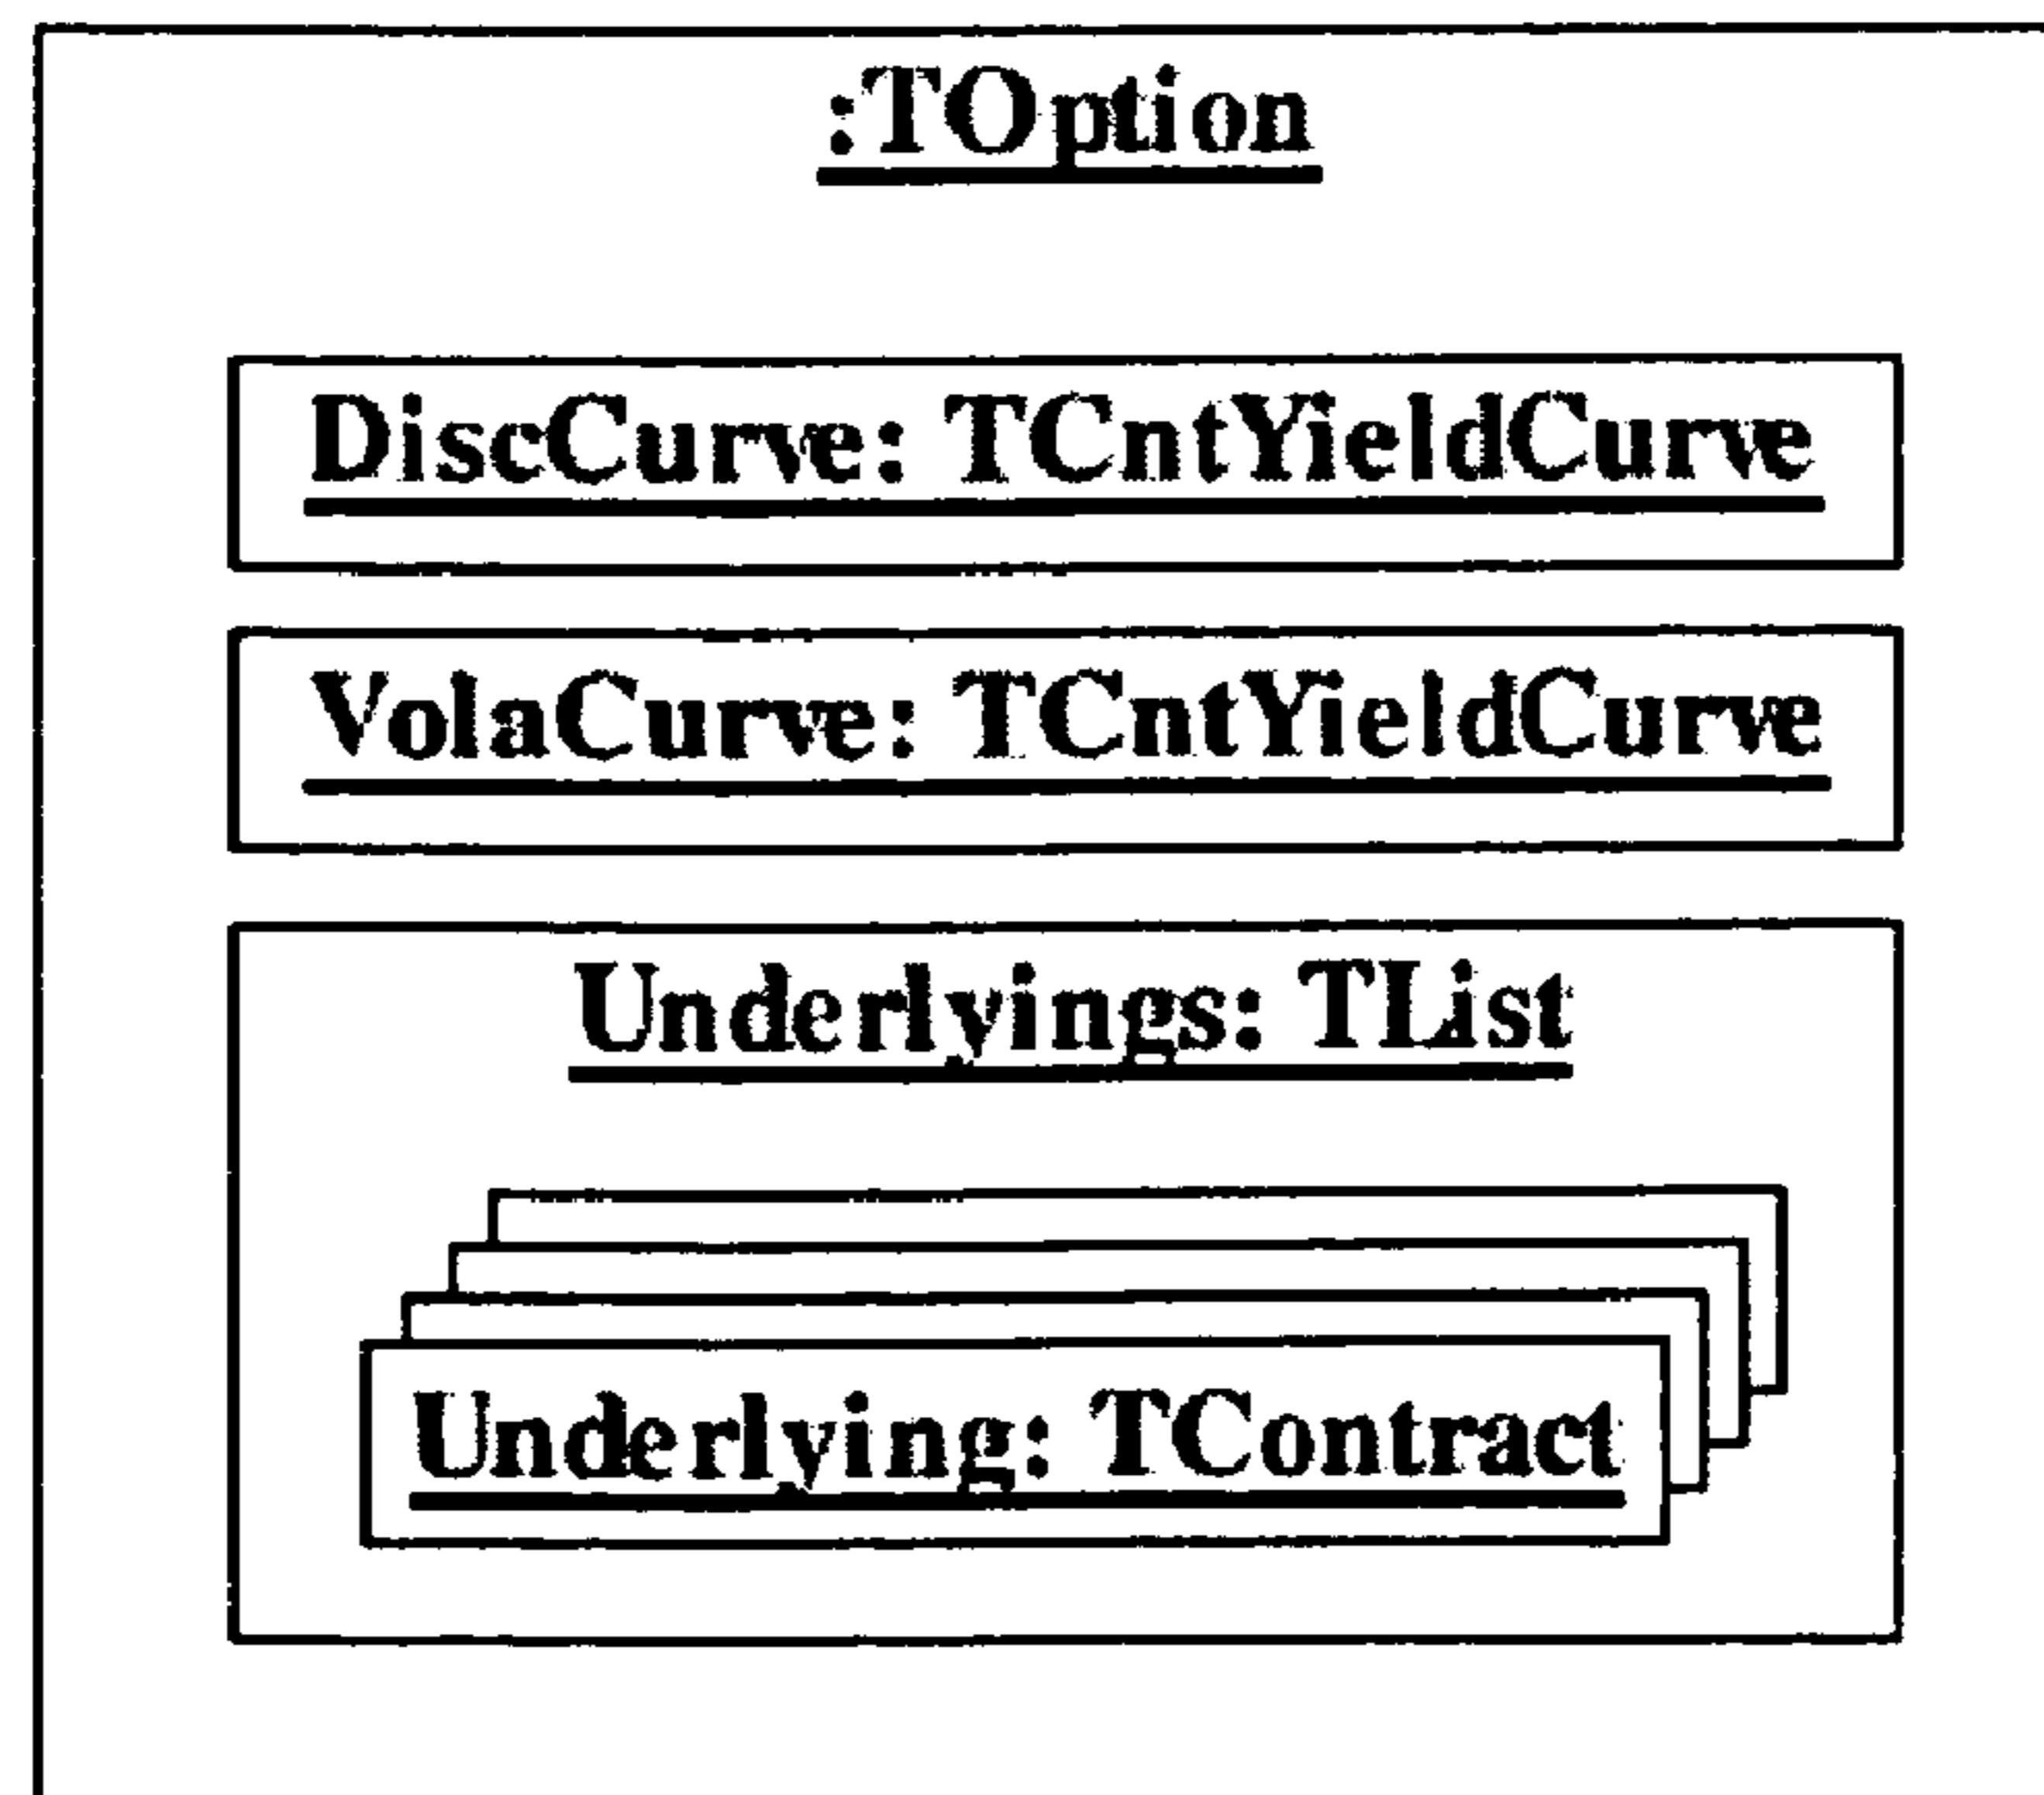 :TOption
DiscCurve: TCntYieldCurve
VolaCurve: TCntYieldCurve
Underlyings: TList
Underlying: TContract